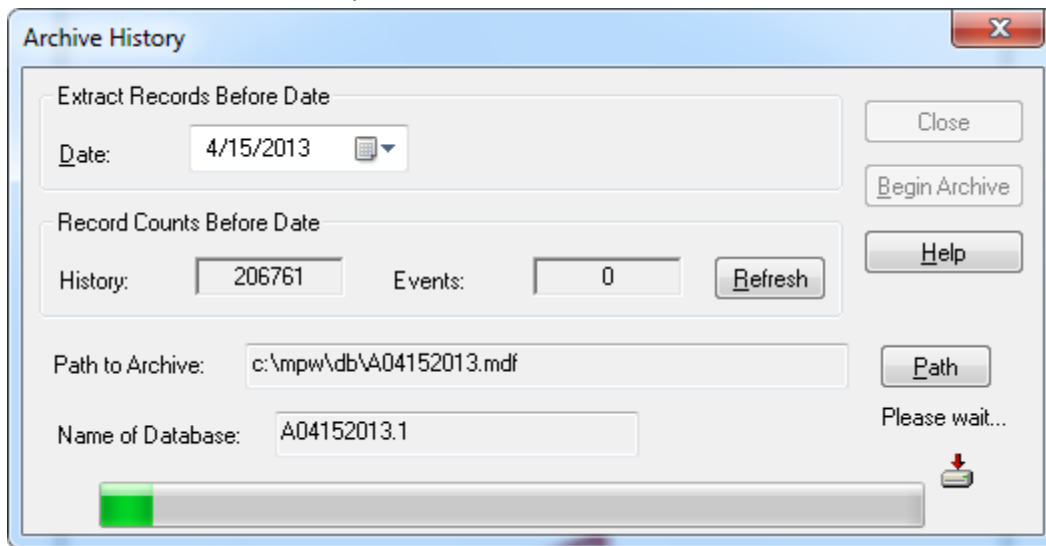 Archive History
Extract Records Before Date
Date: 4/15/2013
Close
Begin Archive
Record Counts Before Date
History: 206761 Events: 0 Refresh
Help
Path to Archive: c:\mpw\db\A04152013.mdf Path
Name of Database: A04152013.1
Please wait...